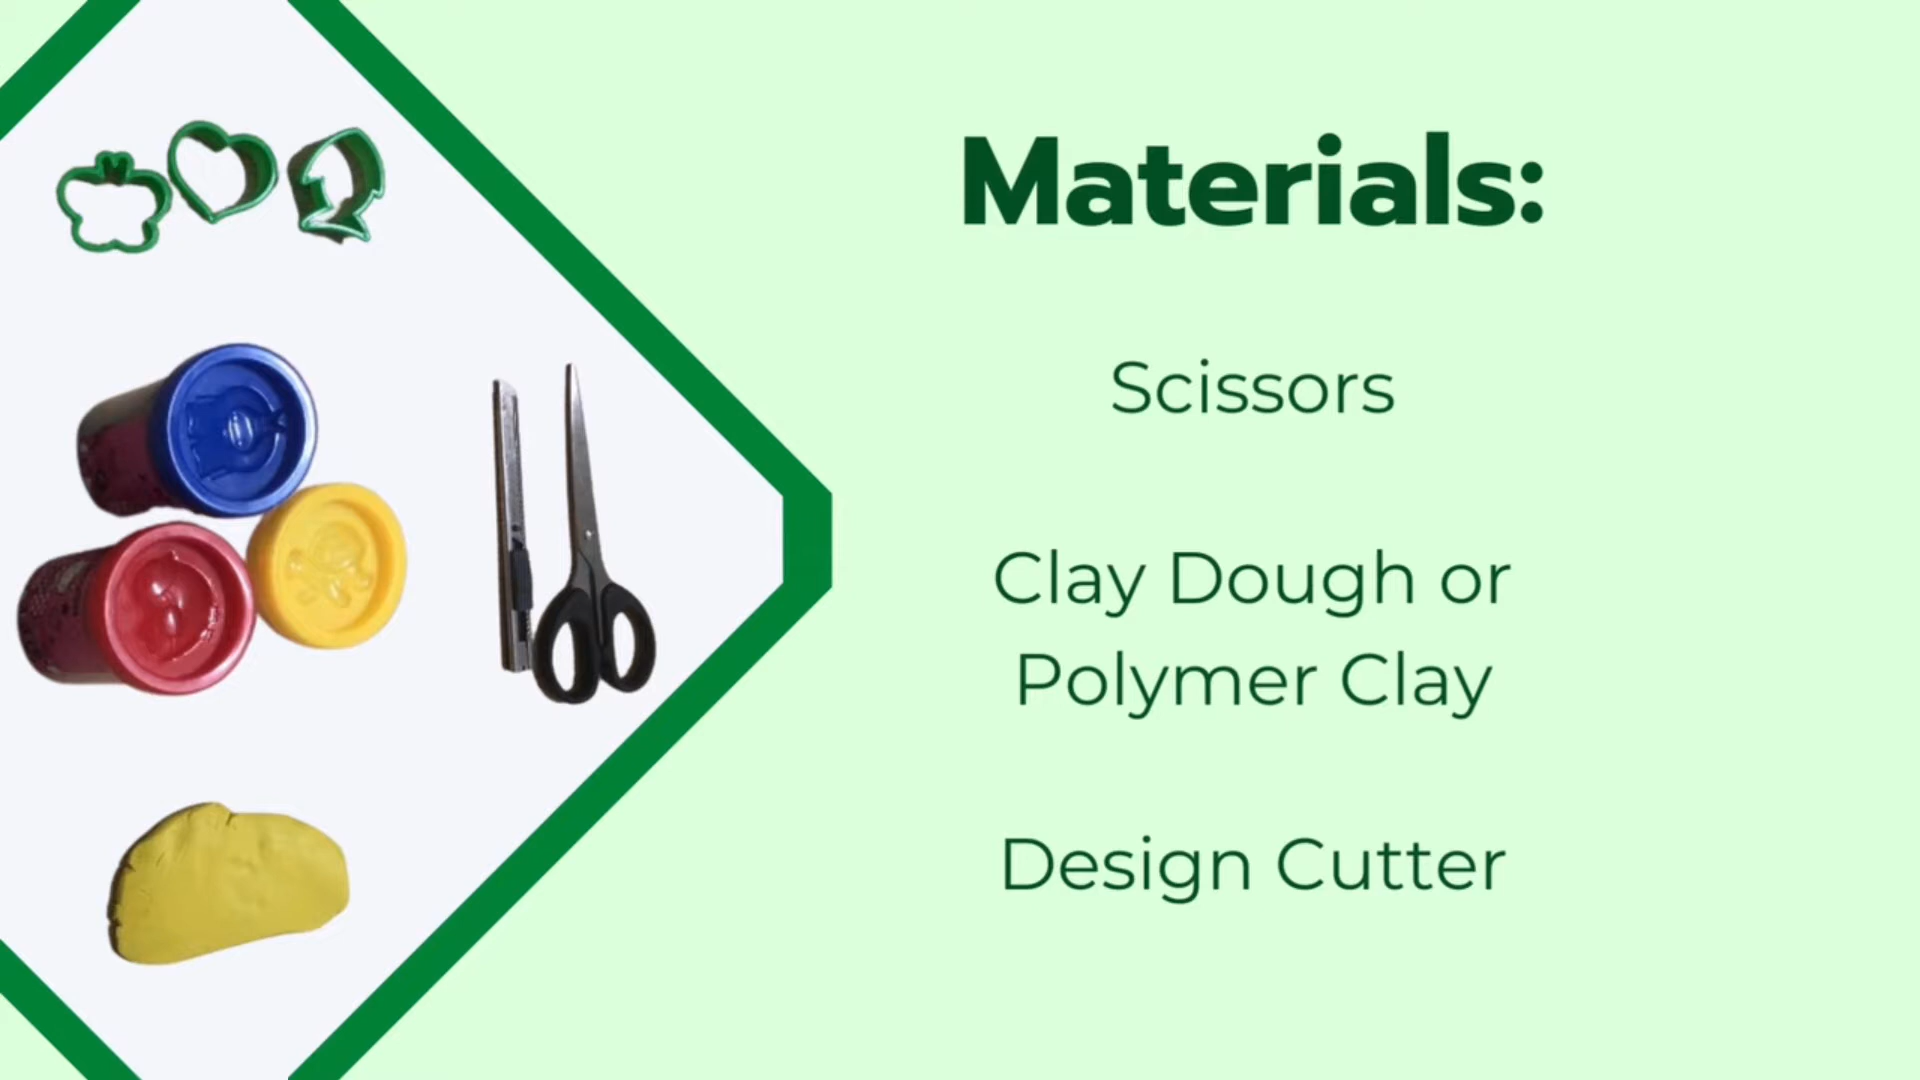 Materials:
Scissors
Clay Dough or
Polymer Clay
Design Cutter